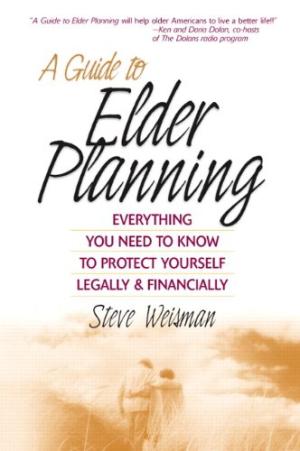 "A Guide to Elder Planning will help older Americans to live a better life!"
—Ken and Daria Dolan, co-hosts
of The Dolans radio program
A Guide to
Elder
Planning
EVERYTHING
YOU NEED TO KNOW
TO PROTECT YOURSELF
LEGALLY & FINANCIALLY
Steve Weisman